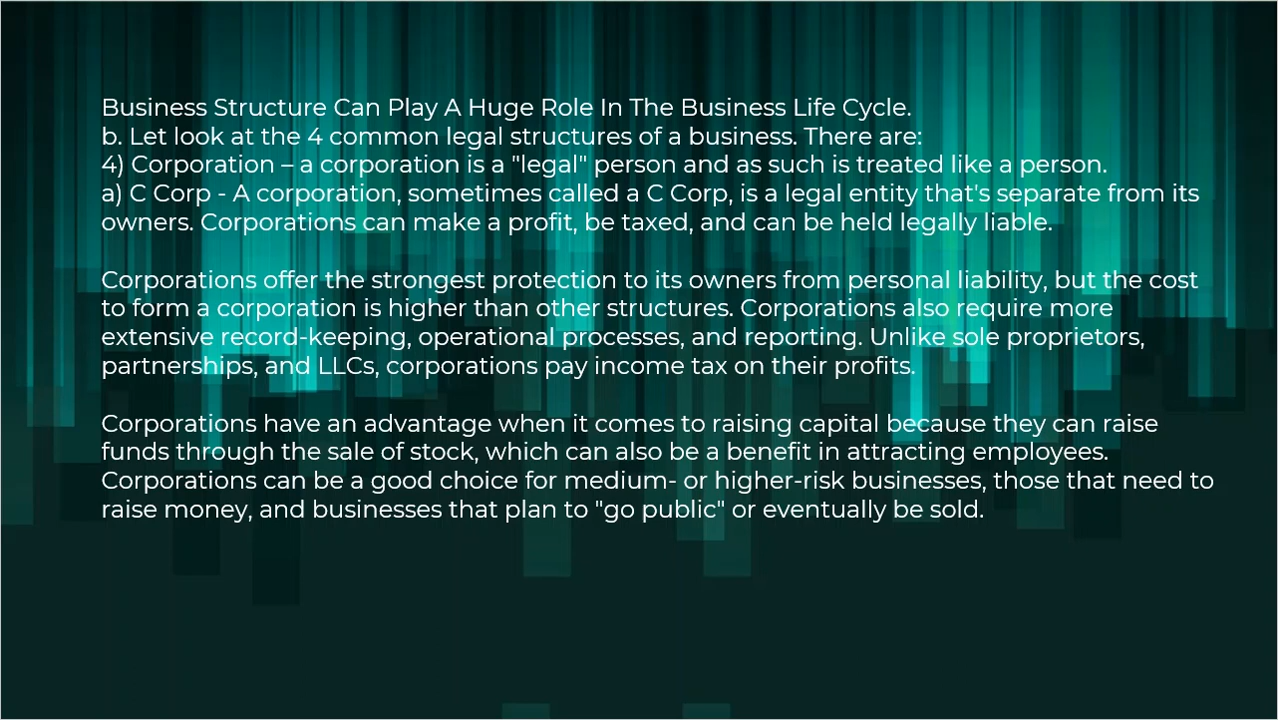 Business Structure Can Play A Huge Role In The Business Life Cycle.
b. Let look at the 4 common legal structures of a business. There are:
4) Corporation – a corporation is a "legal" person and as such is treated like a person.
a) C Corp - A corporation, sometimes called a C Corp, is a legal entity that's separate from its
owners. Corporations can make a profit, be taxed, and can be held legally liable.
Corporations offer the strongest protection to its owners from personal liability, but the cost
to form a corporation is higher than other structures. Corporations also require more
extensive record-keeping, operational processes, and reporting. Unlike sole proprietors,
partnerships, and LLCs, corporations pay income tax on their profits.
Corporations have an advantage when it comes to raising capital because they can raise
funds through the sale of stock, which can also be a benefit in attracting employees.
Corporations can be a good choice for medium- or higher-risk businesses, those that need to
raise money, and businesses that plan to "go public" or eventually be sold.